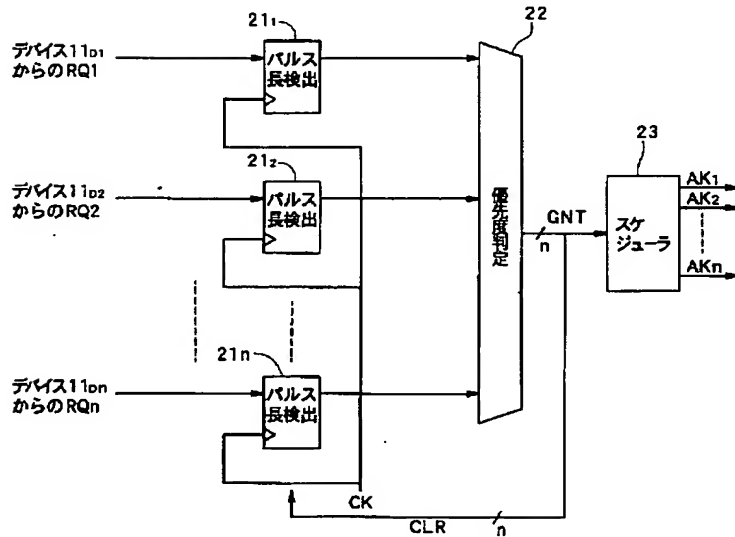 デバイス11D1
からのRQ1
21₁
パルス
長検出
22
デバイス11D2
からのRQ2
21₂
パルス
長検出
優先度判定
GNT
n
23
スケ
ジューラ
AK₁
AK₂
AKn
デバイス11Dn
からのRQn
21n
パルス
長検出
CK
CLR
n